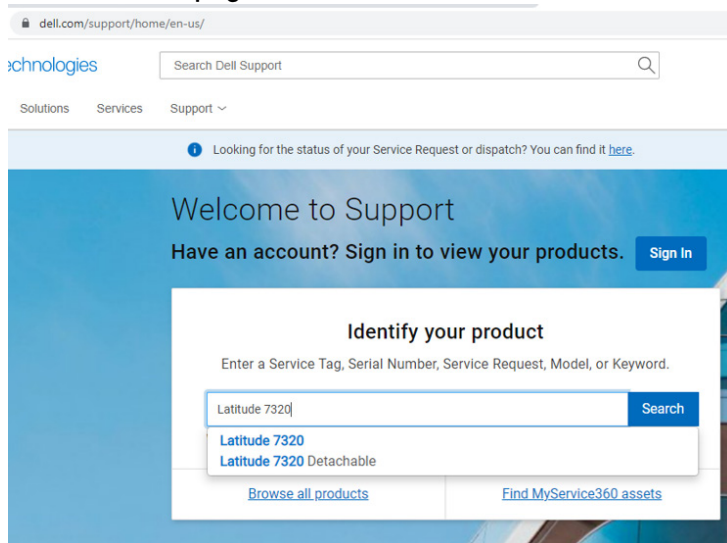 dell.com/support/home/en-us/
Search Dell Support
Solutions Services Support
Looking for the status of your Service Request or dispatch? You can find it here.
Welcome to Support
Have an account? Sign in to view your products. Sign In
Identify your product
Enter a Service Tag, Serial Number, Service Request, Model, or Keyword.
Latitude 7320 Search
Latitude 7320
Latitude 7320 Detachable
Browse all products Find MyService360 assets